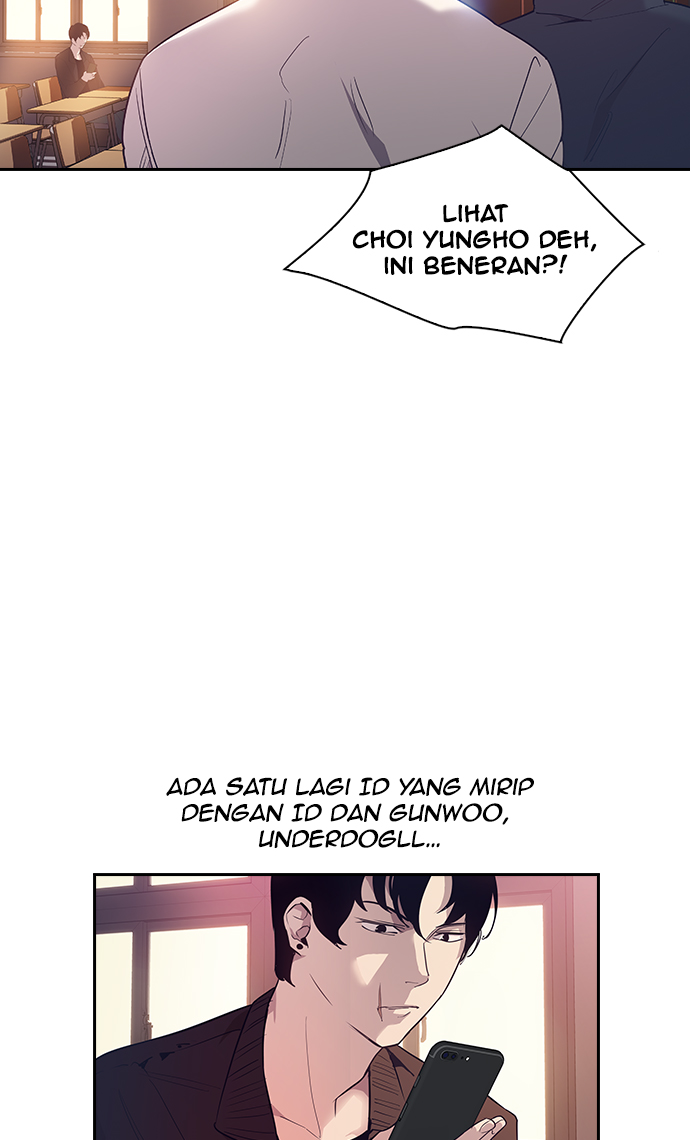 LIHAT
CHOI YUNGHO DEH,
INI BENERAN?!
ADA SATU LAGI ID YANG MIRIP
DENGAN ID DAN GUNWOO,
UNDERDOGLL...